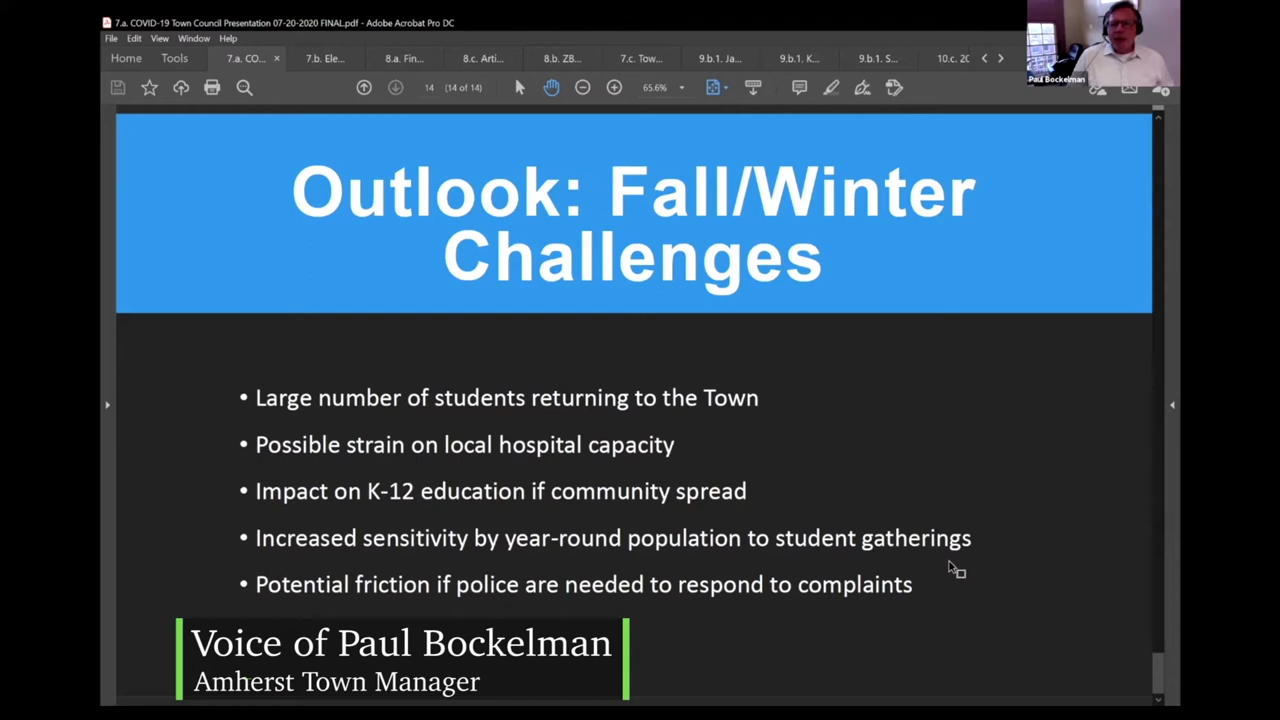 7.a. COVID-19 Town Council Presentation 07-20-2020 FINAL.pdf - Adobe Acrobat Pro DC
File Edit View Window Help
Home Tools 7.a. CO... × 7.b. Ele... 8.a. Fin... 8.c. Arti... 8.b. ZB... 7.c. Tow... 9.b.1. Ja... 9.b.1. K... 9.b.1. S... 10.c. 20
Paul Bockelman
14 (14 of 14) 65.6%
Outlook: Fall/Winter
Challenges
• Large number of students returning to the Town
• Possible strain on local hospital capacity
• Impact on K-12 education if community spread
• Increased sensitivity by year-round population to student gatherings
• Potential friction if police are needed to respond to complaints
Voice of Paul Bockelman
Amherst Town Manager